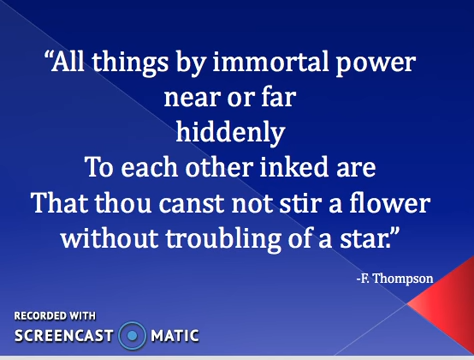 “All things by immortal power
near or far
hiddenly
To each other inked are
That thou canst not stir a flower
without troubling of a star.”
-F. Thompson
RECORDED WITH
SCREENCAST MATIC